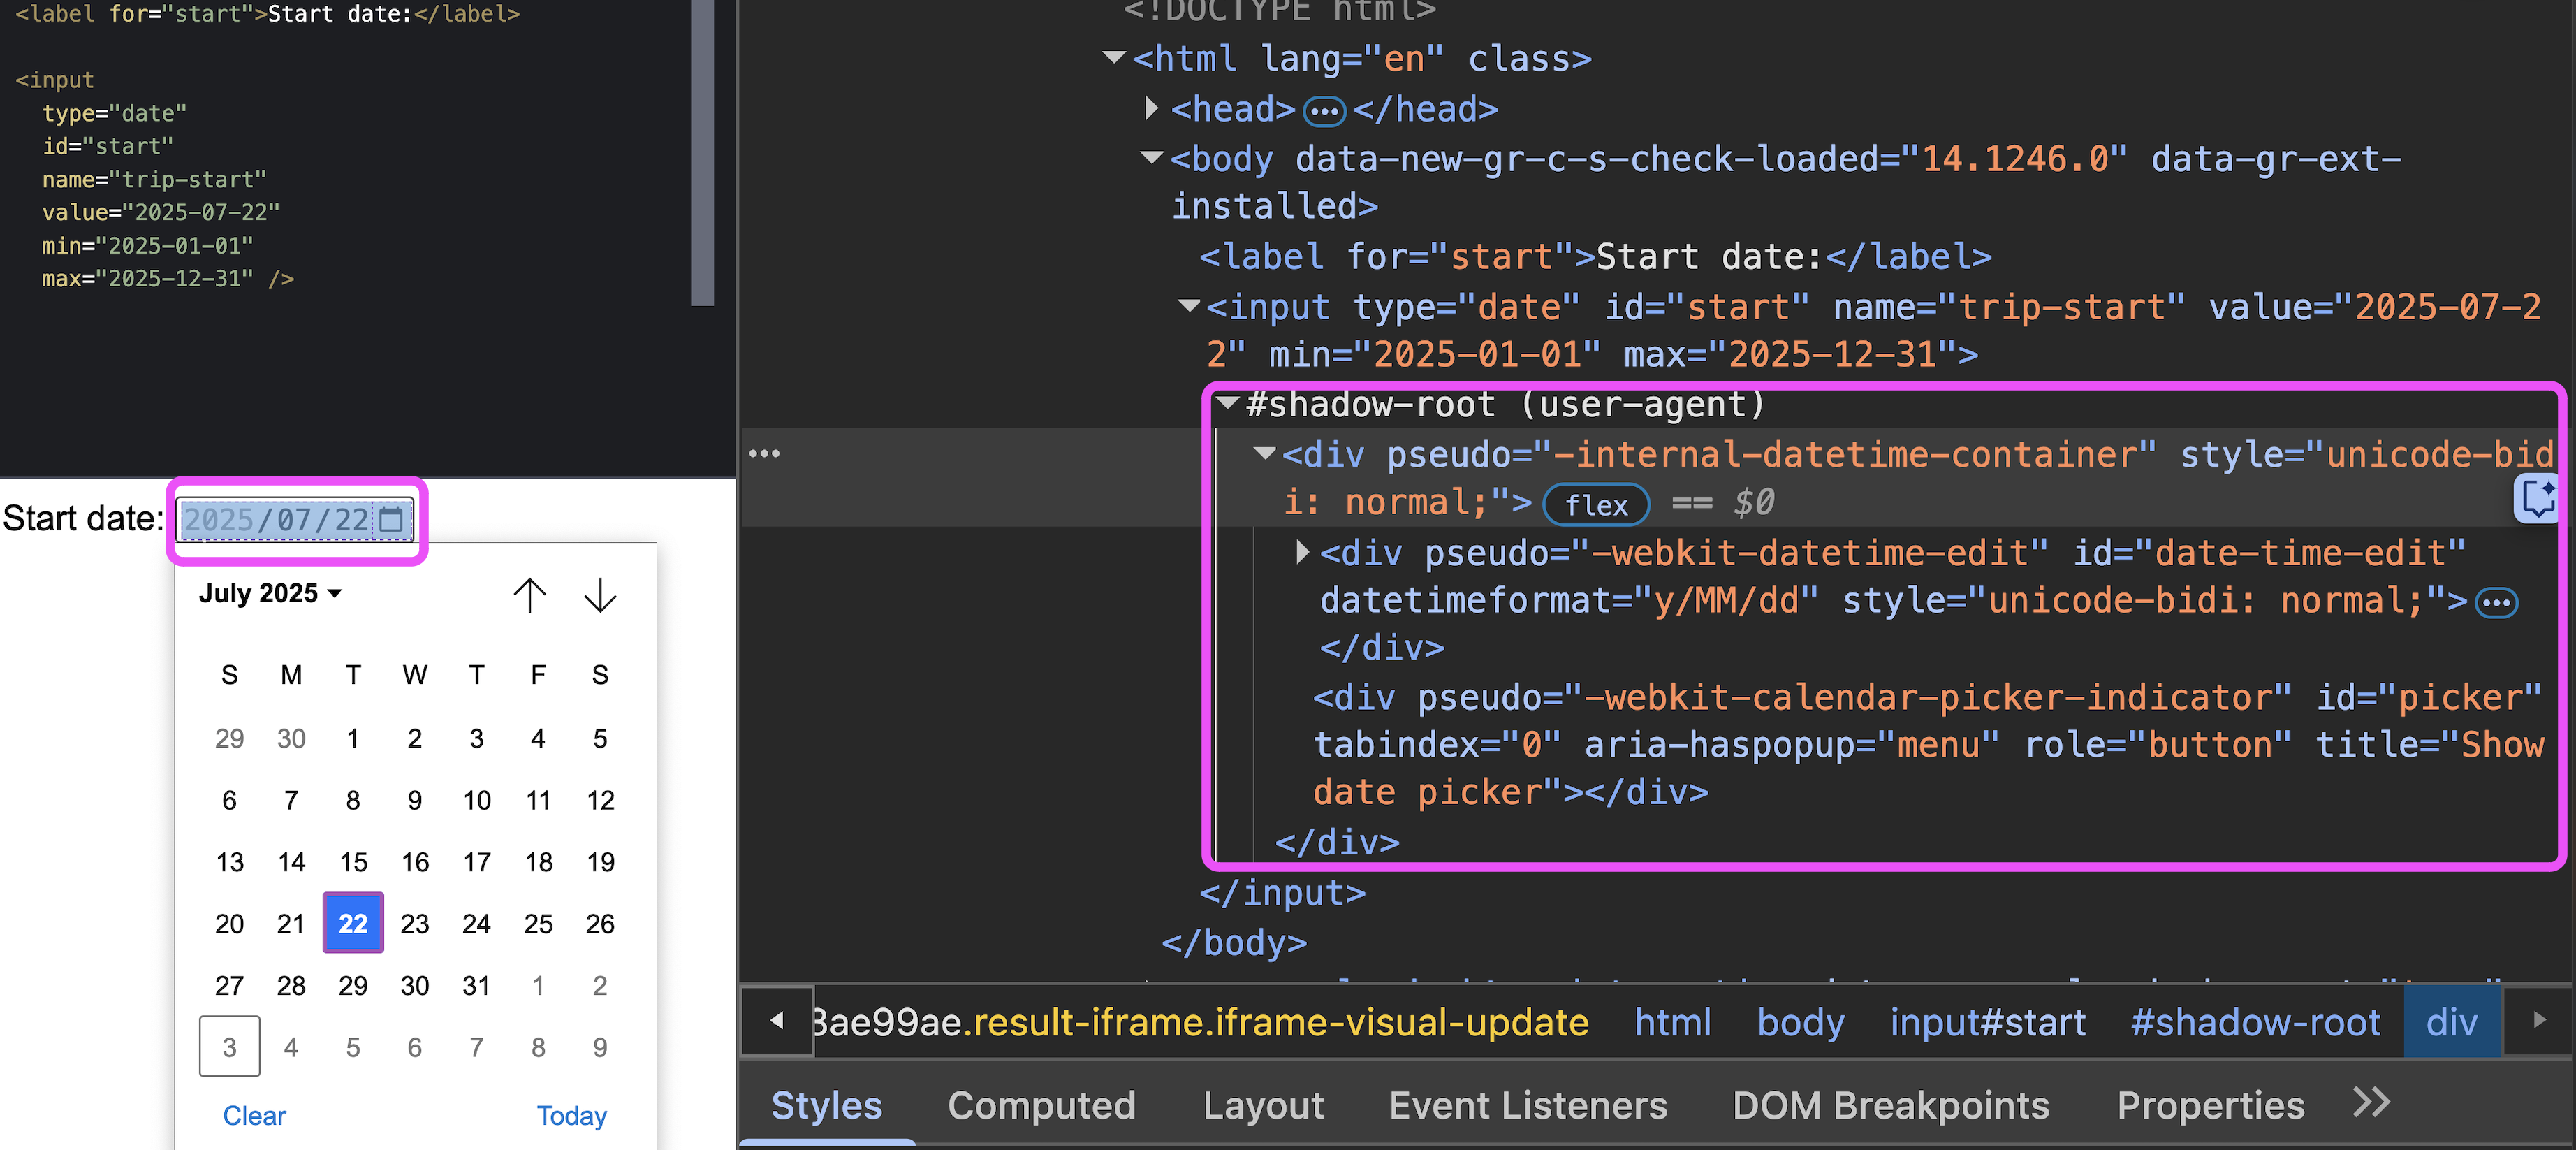 <label for="start">Start date:</label>
<input
type="date"
id="start"
name="trip-start"
value="2025-07-22"
min="2025-01-01"
max="2025-12-31" />
Start date: 2025/07/22
July 2025
S M T W T F S
29 30 1 2 3 4 5
6 7 8 9 10 11 12
13 14 15 16 17 18 19
20 21 22 23 24 25 26
27 28 29 30 31 1 2
3 4 5 6 7 8 9
Clear Today
<!DOCTYPE html>
<html lang="en" class>
<head>…</head>
<body data-new-gr-c-s-check-loaded="14.1246.0" data-gr-ext-
installed>
<label for="start">Start date:</label>
<input type="date" id="start" name="trip-start" value="2025-07-2
2" min="2025-01-01" max="2025-12-31">
#shadow-root (user-agent)
<div pseudo="-internal-datetime-container" style="unicode-bid
i: normal;"> flex == $0
<div pseudo="-webkit-datetime-edit" id="date-time-edit"
datetimeformat="y/MM/dd" style="unicode-bidi: normal;">…
</div>
<div pseudo="-webkit-calendar-picker-indicator" id="picker"
tabindex="0" aria-haspopup="menu" role="button" title="Show
date picker"></div>
</div>
</input>
</body>
3ae99ae.result-iframe.iframe-visual-update html body input#start #shadow-root div
Styles Computed Layout Event Listeners DOM Breakpoints Properties